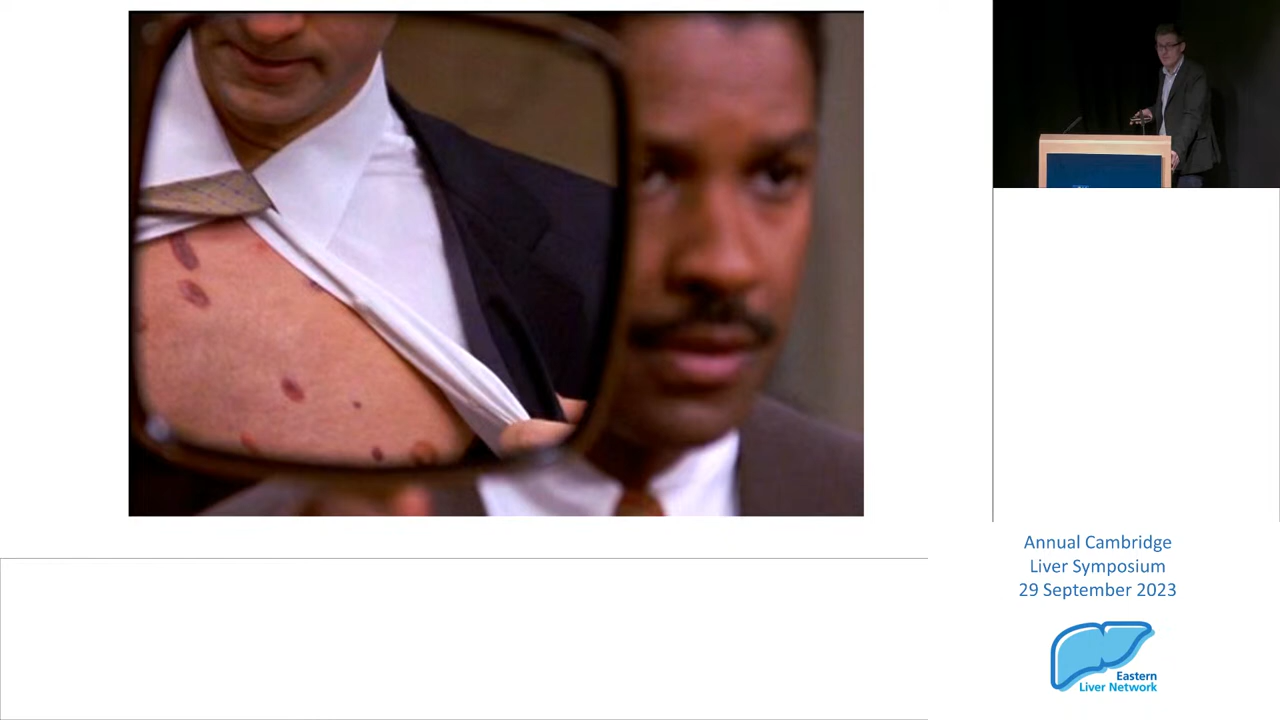 Annual Cambridge
Liver Symposium
29 September 2023
Eastern
Liver Network